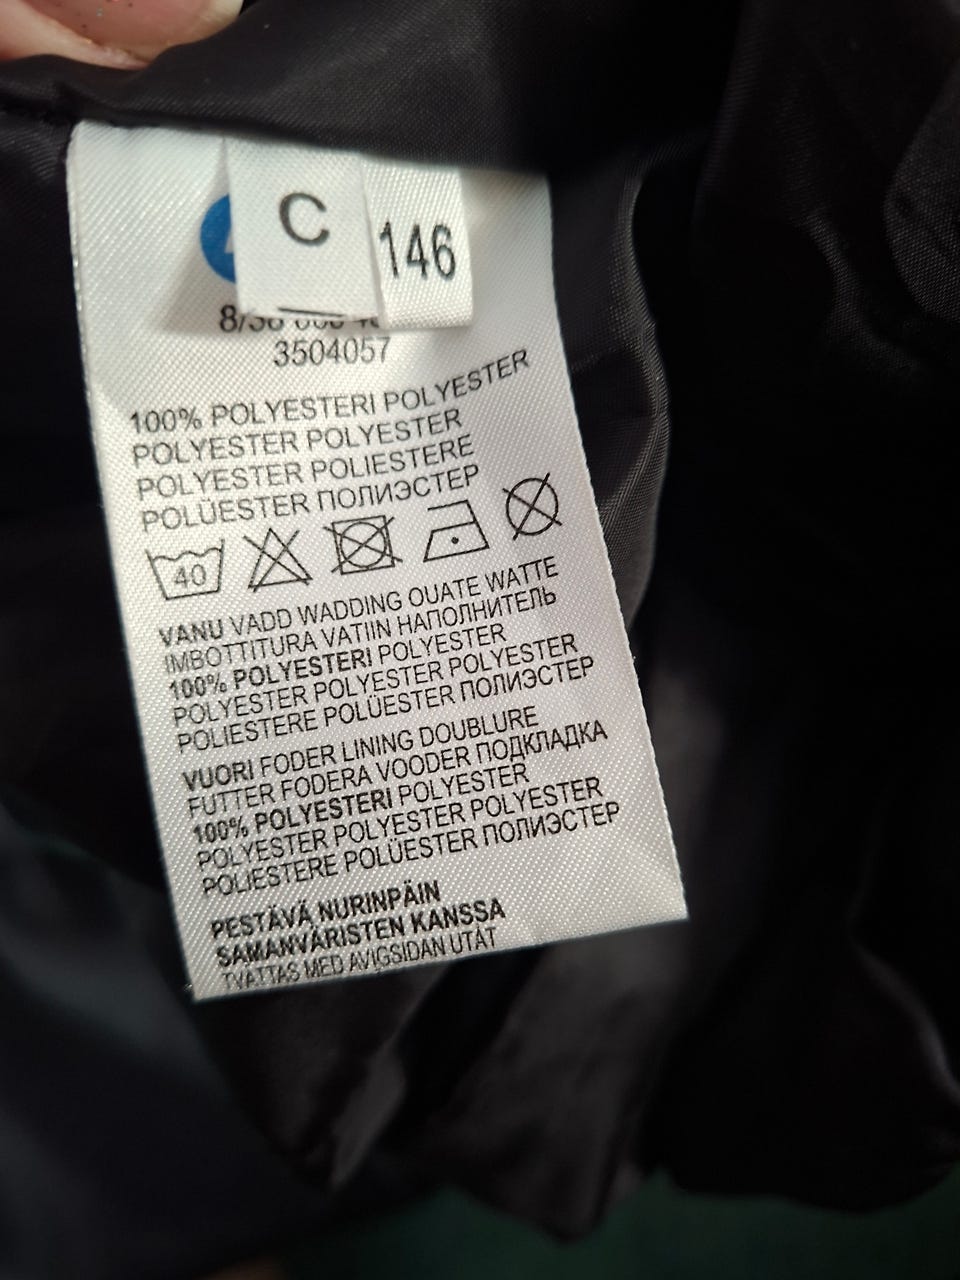 C
146
3504057
100% POLYESTERI POLYESTER
POLYESTER POLYESTER
POLYESTER POLIESTERE
POLÜESTER ПОЛИЭСТЕР
40
VANU VADD WADDING OUATE WATTE
IMBOTTITURA VATIIN НАПОЛНИТЕЛЬ
100% POLYESTERI POLYESTER
POLYESTER POLYESTER POLYESTER
POLIESTERE POLÜESTER ПОЛИЭСТЕР
VUORI FODER LINING DOUBLURE
FUTTER FODERA VOODER ПОДКЛАДКА
100% POLYESTERI POLYESTER
POLYESTER POLYESTER POLYESTER
POLIESTERE POLÜESTER ПОЛИЭСТЕР
PESTÄVÄ NURINPÄIN
SAMANVÄRISTEN KANSSA
TVÄTTAS MED AVIGSIDAN UTÅT